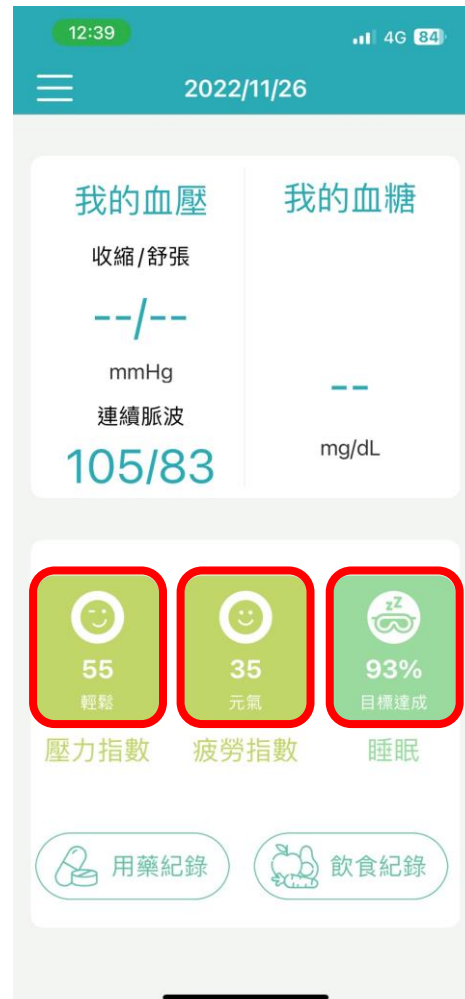 12:39
4G 84
2022/11/26
我的血壓
收縮/舒張
--/--
mmHg
連續脈波
105/83
我的血糖
--
mg/dL
55
輕鬆
壓力指數
35
元氣
疲勞指數
zZ
93%
目標達成
睡眠
用藥紀錄
飲食紀錄